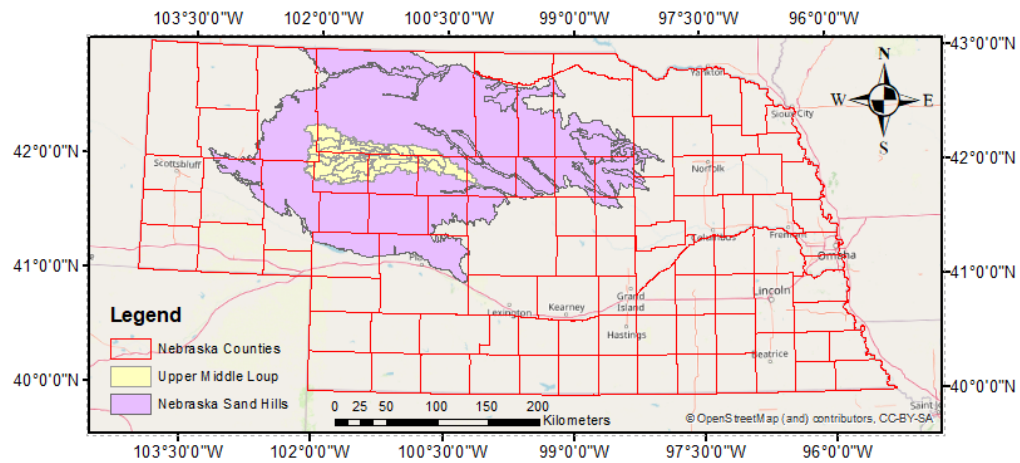 103°30'0"W 102°0'0"W 100°30'0"W 99°0'0"W 97°30'0"W 96°0'0"W
43°0'0"N
N
Yankton
W E
Sioux City
S
42°0'0"N 42°0'0"N
Scottsbluff
Norfolk
Columbus Fremont
Omaha
41°0'0"N 41°0'0"N
Lincoln
Grand
Island
Kearney
Lexington
Hastings
Legend
Nebraska Counties
Beatrice
Upper Middle Loup
40°0'0"N 40°0'0"N
Nebraska Sand Hills
0 25 50 100 150 200
Kilometers
Saint
© OpenStreetMap (and) contributors, CC-BY-SA
103°30'0"W 102°0'0"W 100°30'0"W 99°0'0"W 97°30'0"W 96°0'0"W